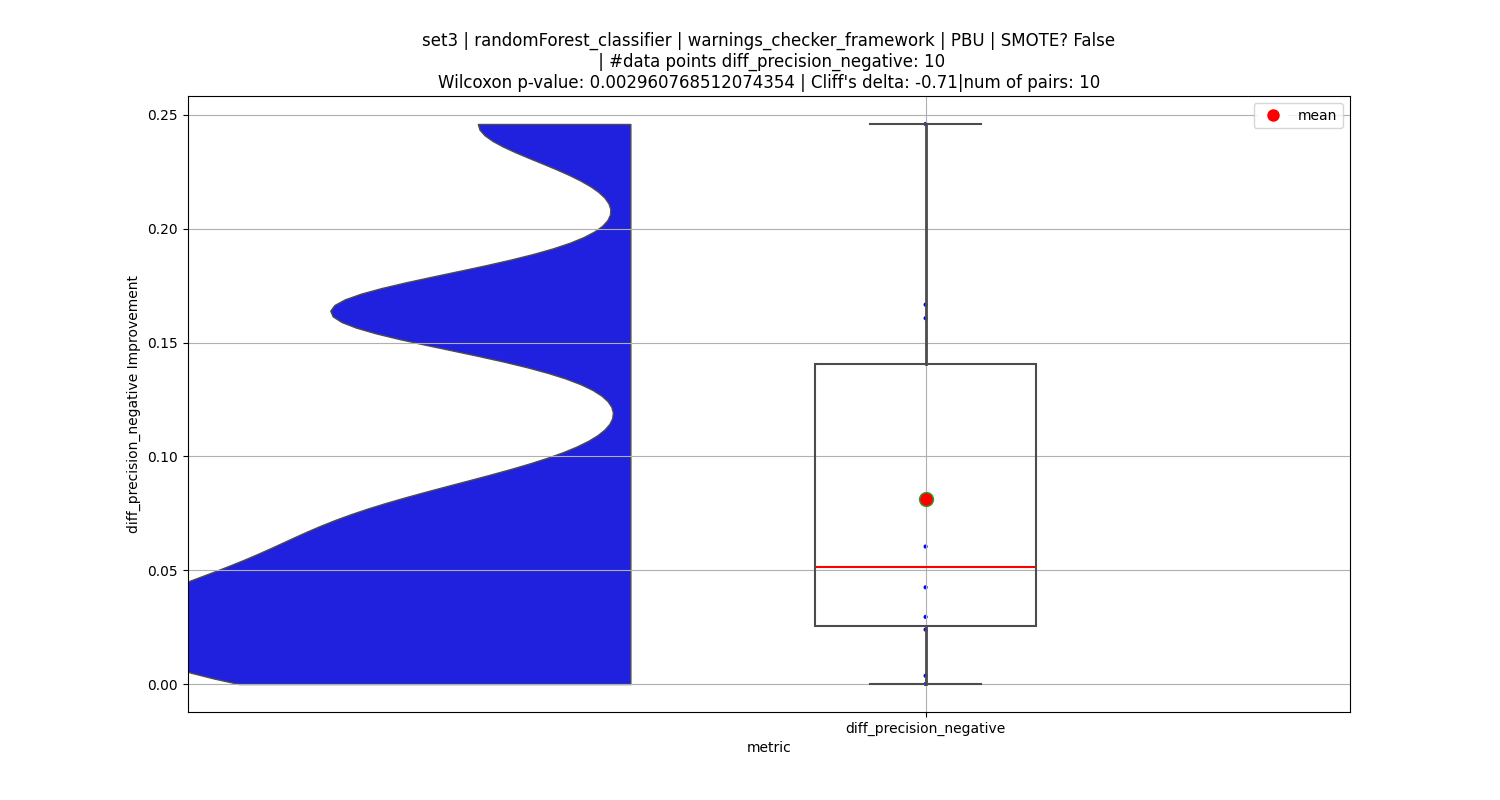 set3 | randomForest_classifier | warnings_checker_framework | PBU | SMOTE? False
| #data points diff_precision_negative: 10
Wilcoxon p-value: 0.002960768512074354 | Cliff's delta: -0.71|num of pairs: 10
mean
0.25
0.20
0.15
0.10
0.05
0.00
diff_precision_negative Improvement
diff_precision_negative
metric